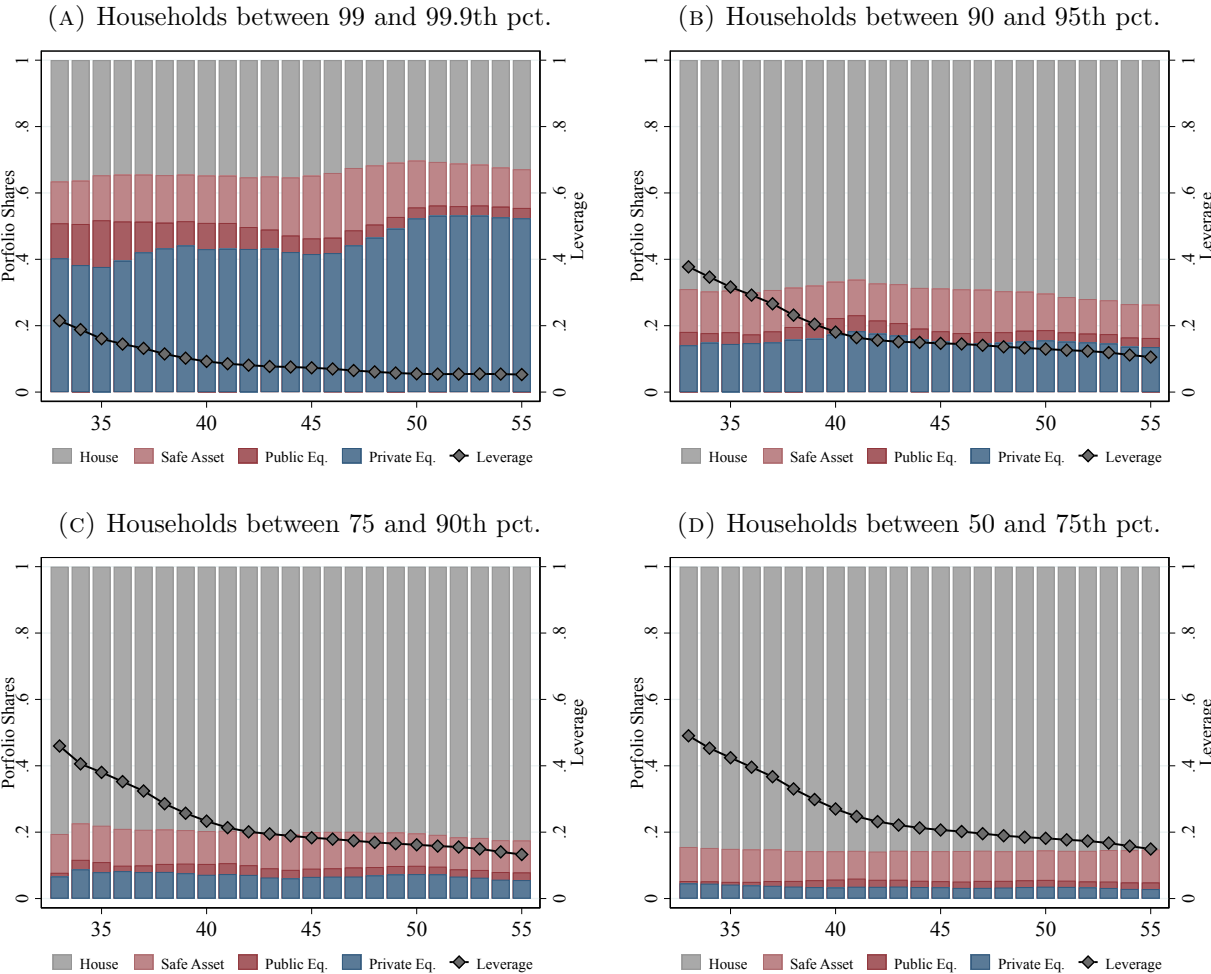 (A) Households between 99 and 99.9th pct.
Porfolio Shares
0 .2 .4 .6 .8 1
Leverage
0 .2 .4 .6 .8 1
35 40 45 50 55
House Safe Asset Public Eq. Private Eq. Leverage
(B) Households between 90 and 95th pct.
Porfolio Shares
0 .2 .4 .6 .8 1
Leverage
0 .2 .4 .6 .8 1
35 40 45 50 55
House Safe Asset Public Eq. Private Eq. Leverage
(C) Households between 75 and 90th pct.
Porfolio Shares
0 .2 .4 .6 .8 1
Leverage
0 .2 .4 .6 .8 1
35 40 45 50 55
House Safe Asset Public Eq. Private Eq. Leverage
(D) Households between 50 and 75th pct.
Porfolio Shares
0 .2 .4 .6 .8 1
Leverage
0 .2 .4 .6 .8 1
35 40 45 50 55
House Safe Asset Public Eq. Private Eq. Leverage